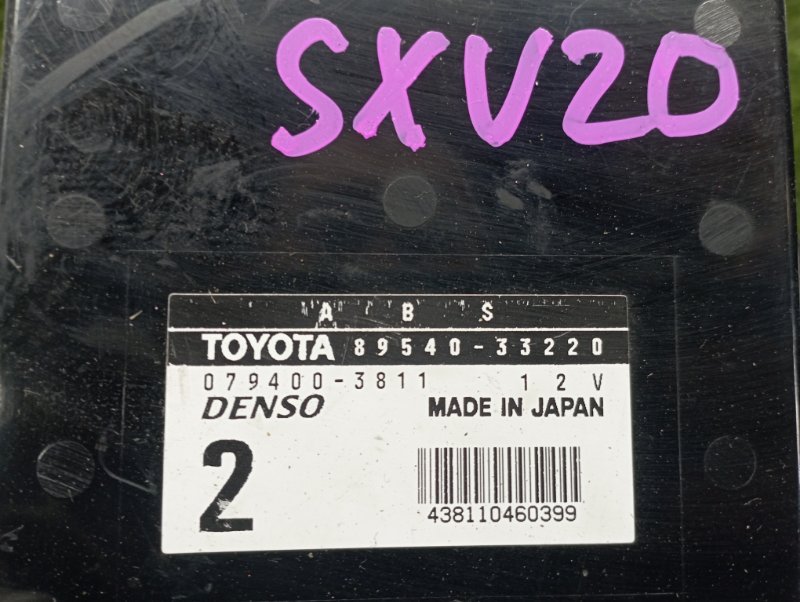 SXV20
A B S
TOYOTA 89540-33220
079400-3811 12V
DENSO MADE IN JAPAN
2
438110460399